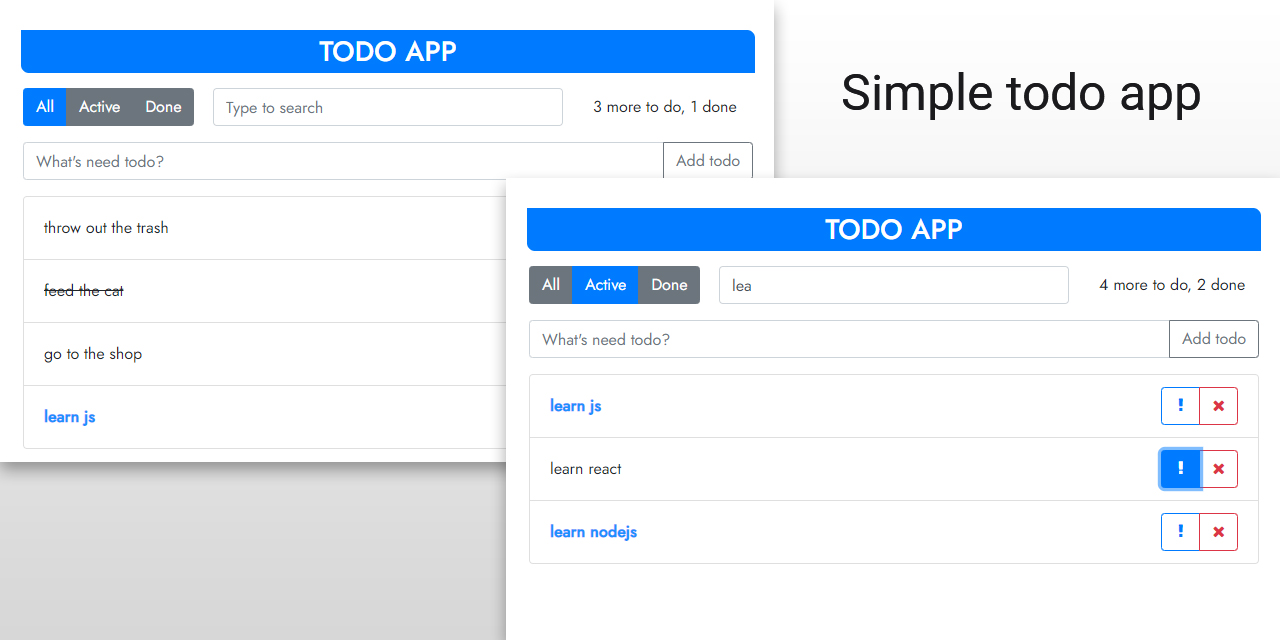 TODO APP
All Active Done Type to search 3 more to do, 1 done
What's need todo? Add todo
throw out the trash
feed the cat
go to the shop
learn js
Simple todo app
TODO APP
All Active Done lea 4 more to do, 2 done
What's need todo? Add todo
learn js
learn react
learn nodejs